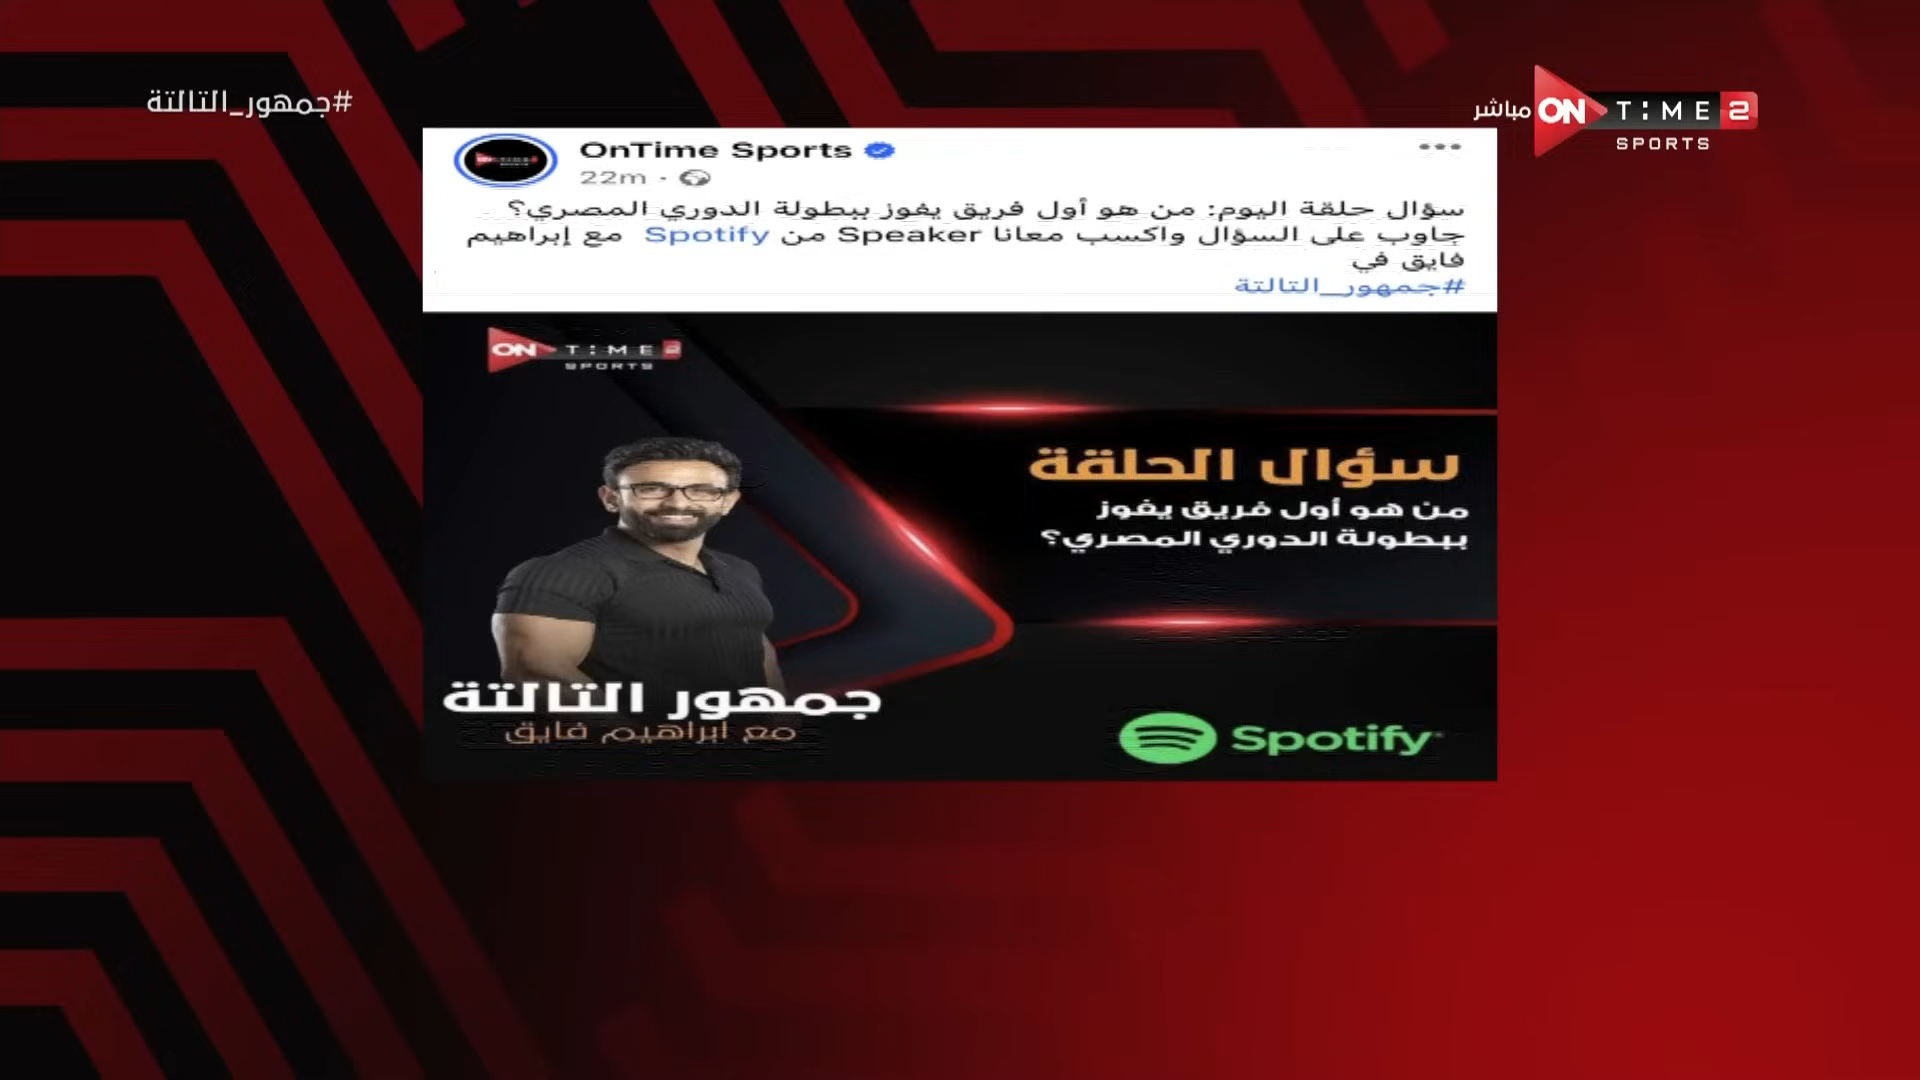 #جمهور_التالتة
مباشر ON TIME 2
SPORTS
OnTime Sports
22m ·
سؤال حلقة اليوم: من هو أول فريق يفوز ببطولة الدوري المصري؟
جاوب على السؤال واكسب معانا Speaker من Spotify مع إبراهيم
فايق في
#جمهور_التالتة
ON TIME 2
SPORTS
سؤال الحلقة
من هو أول فريق يفوز
ببطولة الدوري المصري؟
جمهور التالتة
مع ابراهيم فايق
Spotify